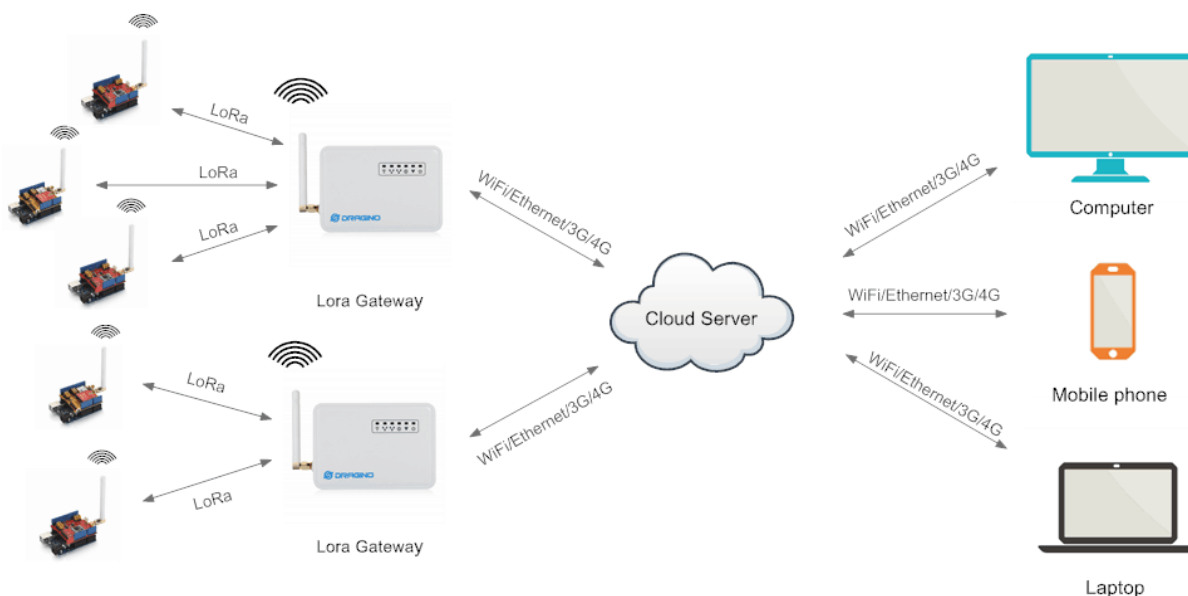 LoRa
LoRa
LoRa
DRAGINO
Lora Gateway
LoRa
LoRa
DRAGINO
Lora Gateway
WiFi/Ethernet/3G/4G
WiFi/Ethernet/3G/4G
Cloud Server
WiFi/Ethernet/3G/4G
WiFi/Ethernet/3G/4G
WiFi/Ethernet/3G/4G
Computer
Mobile phone
Laptop